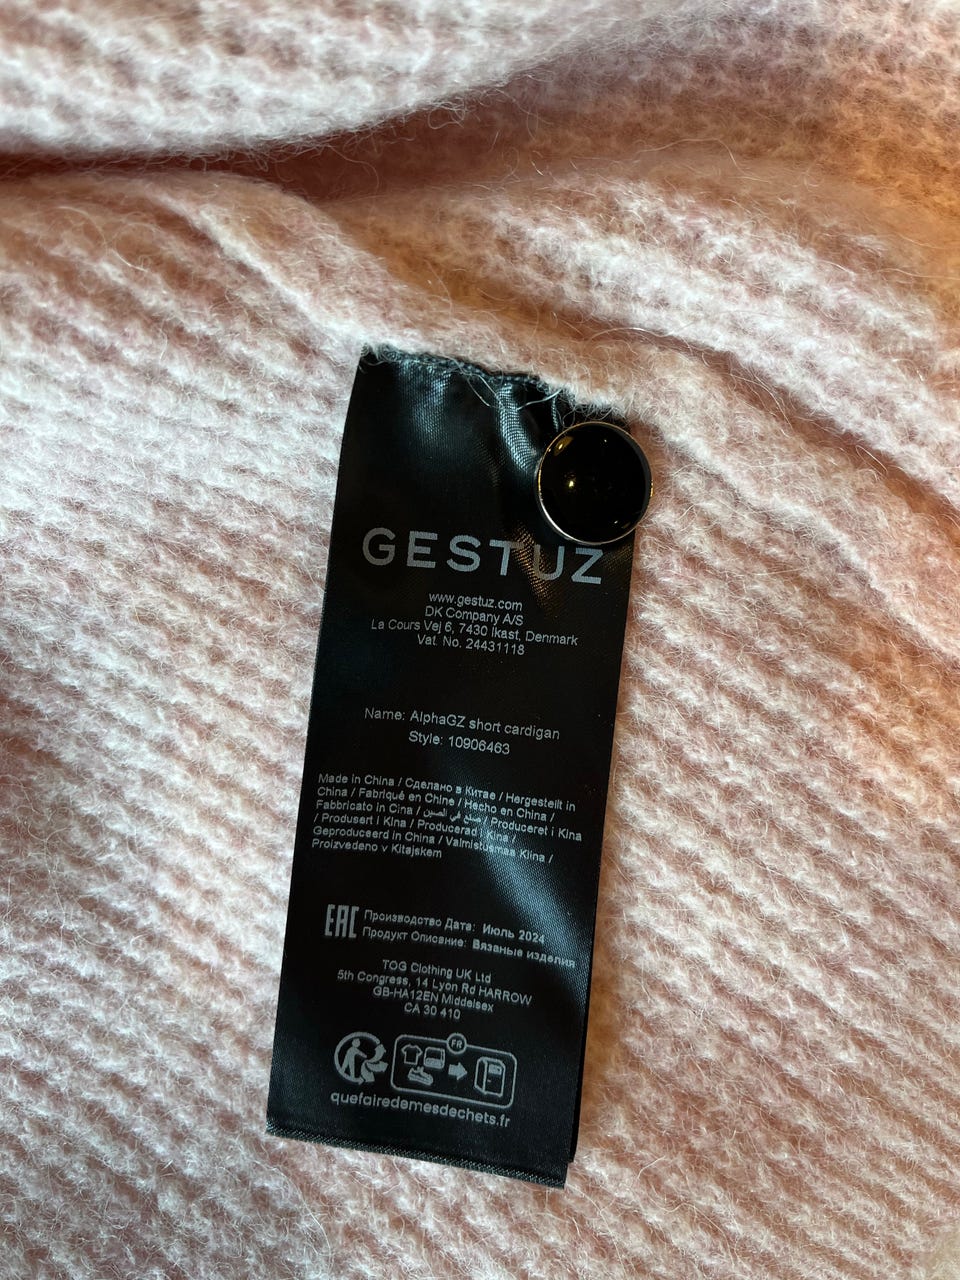 GESTUZ
www.gestuz.com
DK Company A/S
La Cours Vej 6, 7430 Ikast, Denmark
Vat. No. 24431118
Name: AlphaGZ short cardigan
Style: 10906463
Made in China / Сделано в Китае / Hergestellt in
China / Fabriqué en Chine / Hecho en China /
Fabbricato in Cina / صنع في الصين / Produceret i Kina
/ Produsert i Kina / Producerad i Kina /
Geproduceerd in China / Valmistusmaa Kiina /
Proizvedeno v Kitajskem
EAC Производство Дата: Июль 2024
Продукт Описание: Вязаные изделия
TOG Clothing UK Ltd
5th Congress, 14 Lyon Rd HARROW
GB-HA12EN Middelsex
CA 30 410
FR
quefairedemesdechets.fr